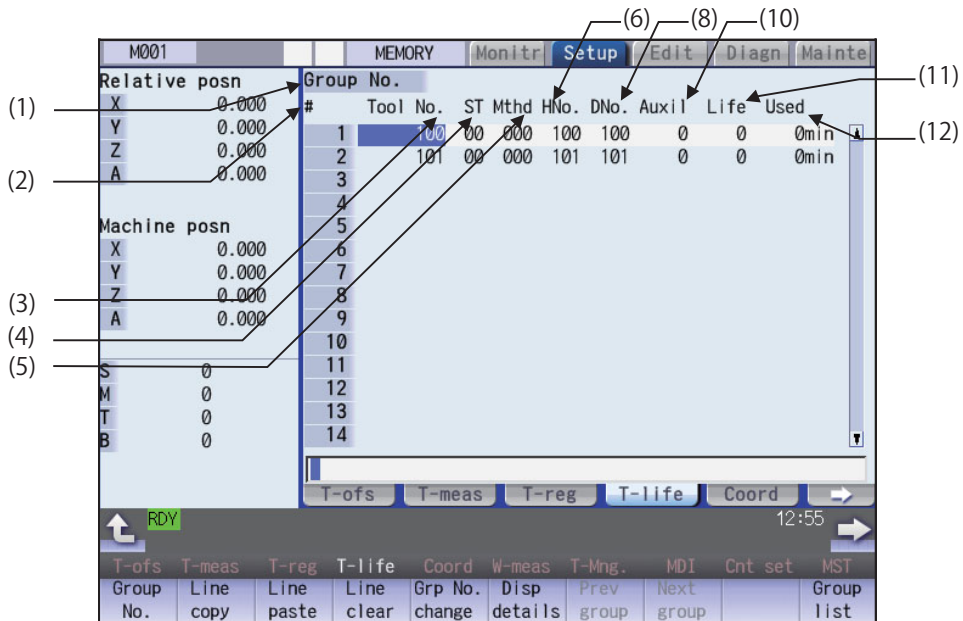 (6) (8) (10)
M001 MEMORY Monitr Setup Edit Diagn Mainte
Relative posn
X 0.000
Y 0.000
Z 0.000
A 0.000
Machine posn
X 0.000
Y 0.000
Z 0.000
A 0.000
S 0
M 0
T 0
B 0
(1)
(2)
(3)
(4)
(5)
Group No.
# Tool No. ST Mthd HNo. DNo. Auxil Life Used
1 100 00 000 100 100 0 0 0min
2 101 00 000 101 101 0 0 0min
3
4
5
6
7
8
9
10
11
12
13
14
(11)
(12)
T-ofs T-meas T-reg T-life Coord
RDY 12:55
T-ofs T-meas T-reg T-life Coord W-meas T-Mng. MDI Cnt set MST
Group Line Line Line Grp No. Disp Prev Next Group
No. copy paste clear change details group group list